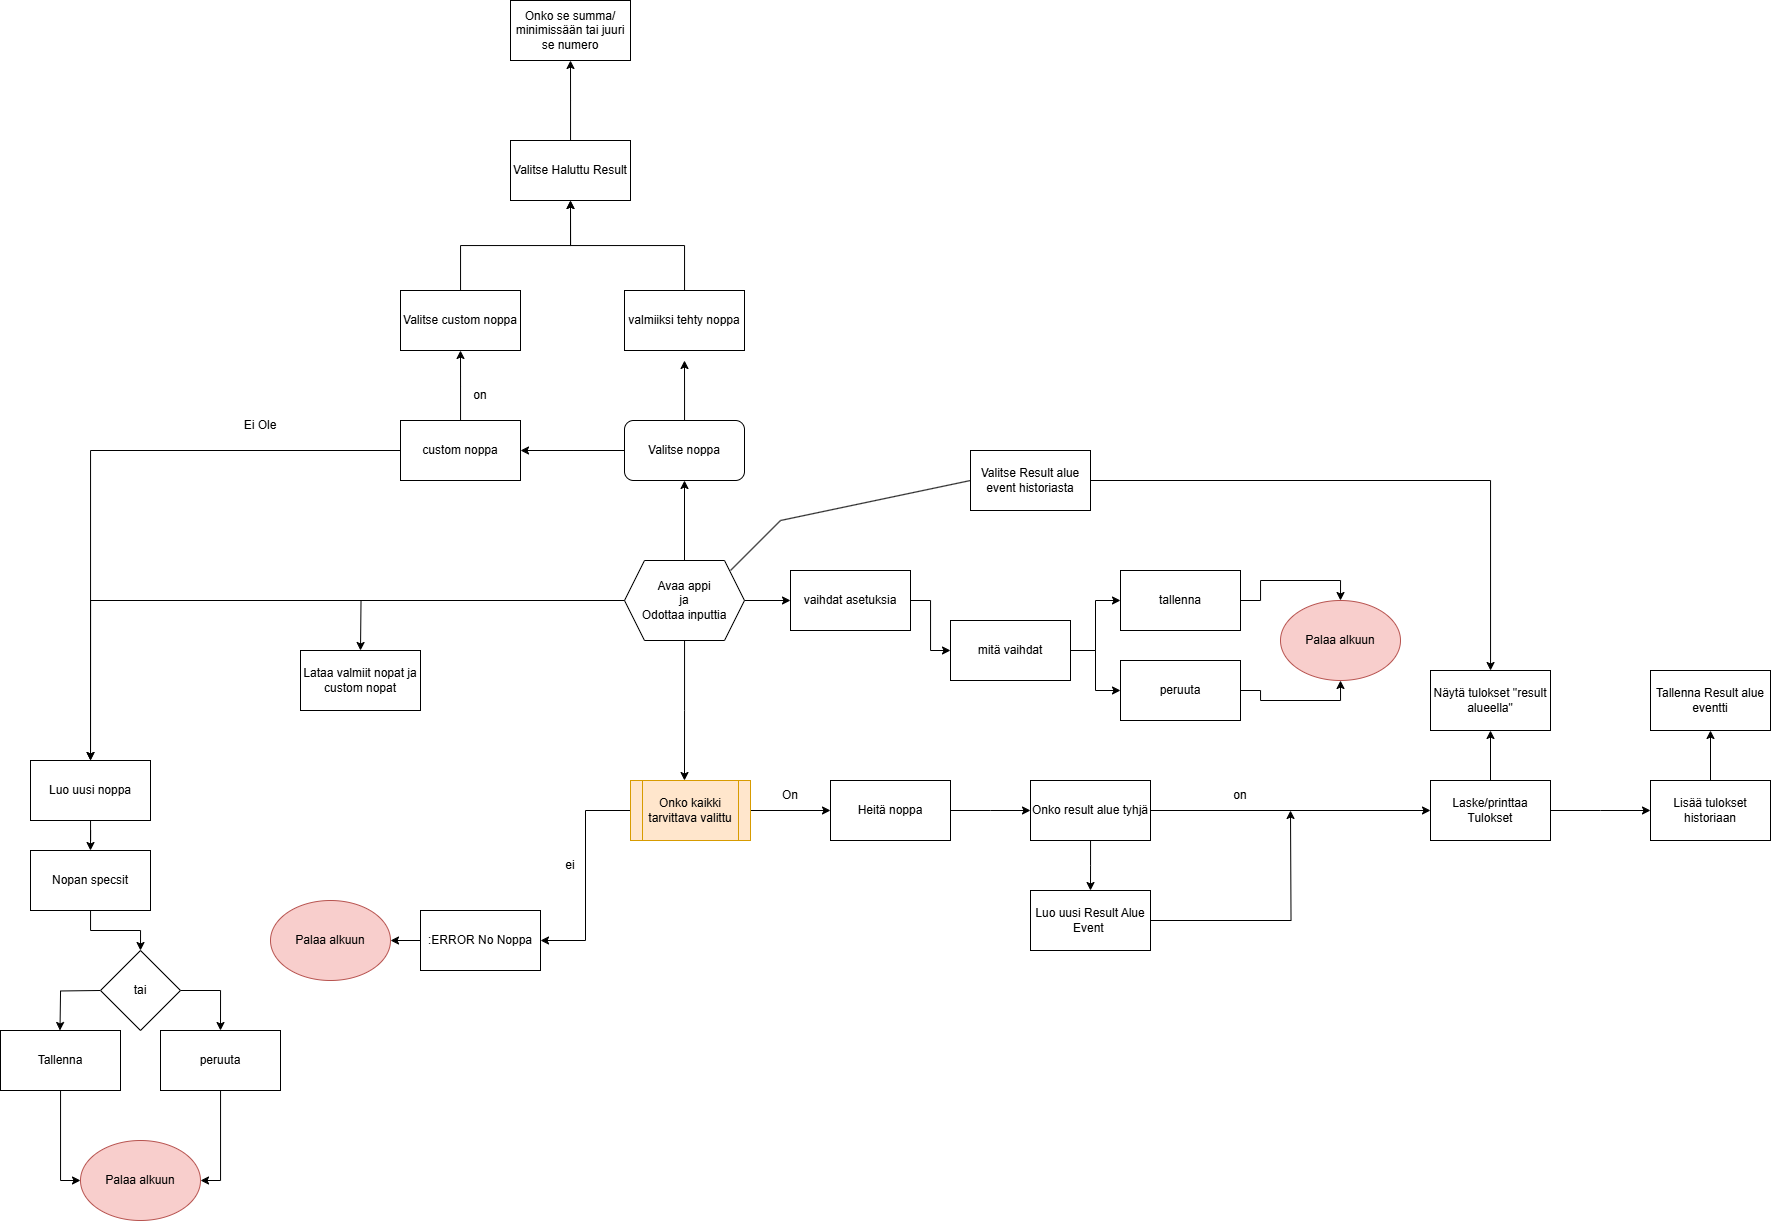 Onko se summa/
minimissään tai juuri
se numero
Valitse Haluttu Result
Valitse custom noppa
valmiiksi tehty noppa
on
Ei Ole
custom noppa
Valitse noppa
Valitse Result alue
event historiasta
Avaa appi
ja
Odottaa inputtia
vaihdat asetuksia
tallenna
mitä vaihdat
Palaa alkuun
peruuta
Lataa valmiit nopat ja
custom nopat
Näytä tulokset "result
alueella"
Tallenna Result alue
eventti
Luo uusi noppa
Onko kaikki
tarvittava valittu
On
Heitä noppa
Onko result alue tyhjä
on
Laske/printtaa
Tulokset
Lisää tulokset
historiaan
ei
Nopan specsit
Luo uusi Result Alue
Event
Palaa alkuun
:ERROR No Noppa
tai
Tallenna
peruuta
Palaa alkuun